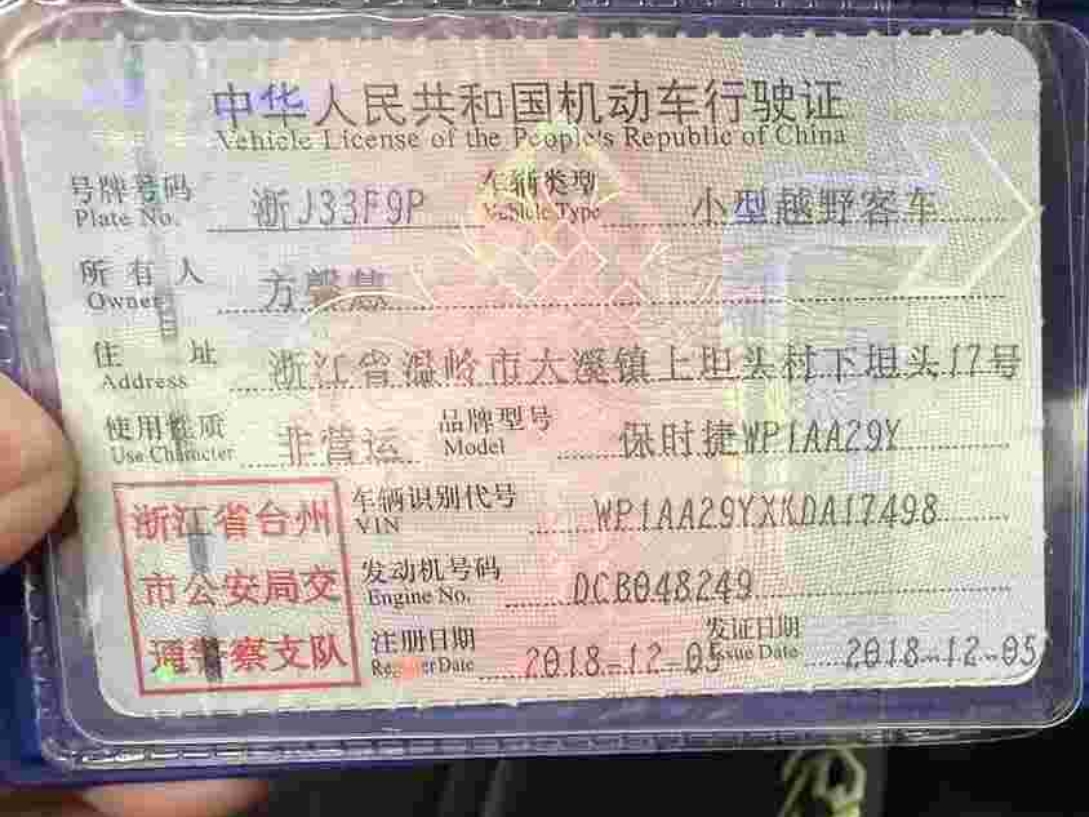 中华人民共和国机动车行驶证
Vehicle License of the People's Republic of China
号牌号码 浙J33F9P 车辆类型 小型越野客车
Plate No. Vehicle Type
所有人 方馨慧
Owner
住址 浙江省温岭市大溪镇上坦头村下坦头17号
Address
使用性质 非营运 品牌型号 保时捷WP1AA29Y
Use Character Model
车辆识别代号 WP1AA29YXKDA17498
VIN
发动机号码 DCB048249
Engine No.
注册日期 2018-12-05 发证日期 2018-12-05
Register Date Issue Date
浙江省台州
市公安局交
通警察支队